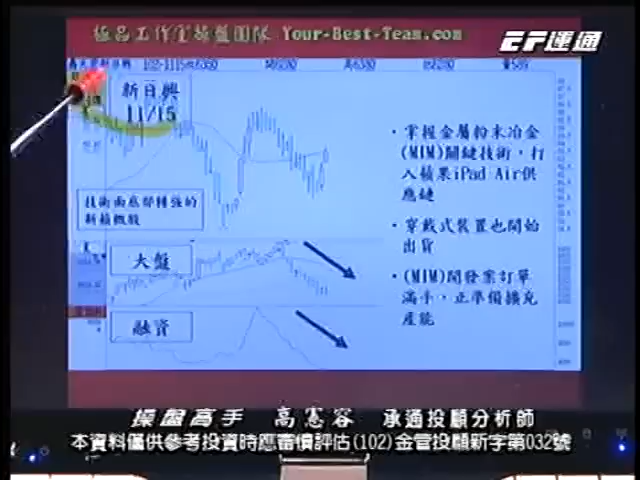 極品工作室操盤團隊 Your-Best-Team.com
EF運通
新日興
11/15
• 掌握金屬粉末冶金
(MIM)關鍵技術，打
入蘋果iPad Air供
應鏈
• 穿戴式裝置也開始
出貨
• (MIM)開發票訂單
滿手，正準備擴充
產能
技術面底部轉強的
新蘋概股
大盤
融資
操盤高手 高憲容 承通投顧分析師
本資料僅供參考投資時應審慎評估(102)金管投顧新字第032號